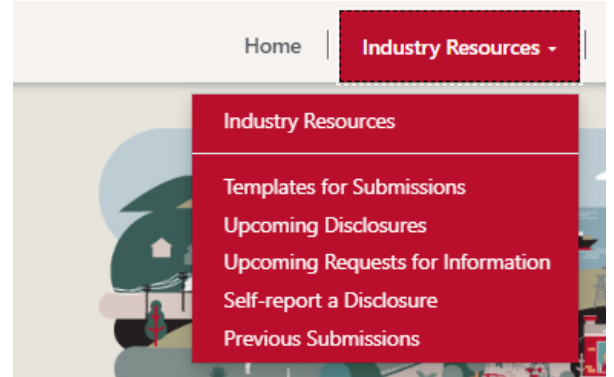 Home
Industry Resources
Industry Resources
Templates for Submissions
Upcoming Disclosures
Upcoming Requests for Information
Self-report a Disclosure
Previous Submissions